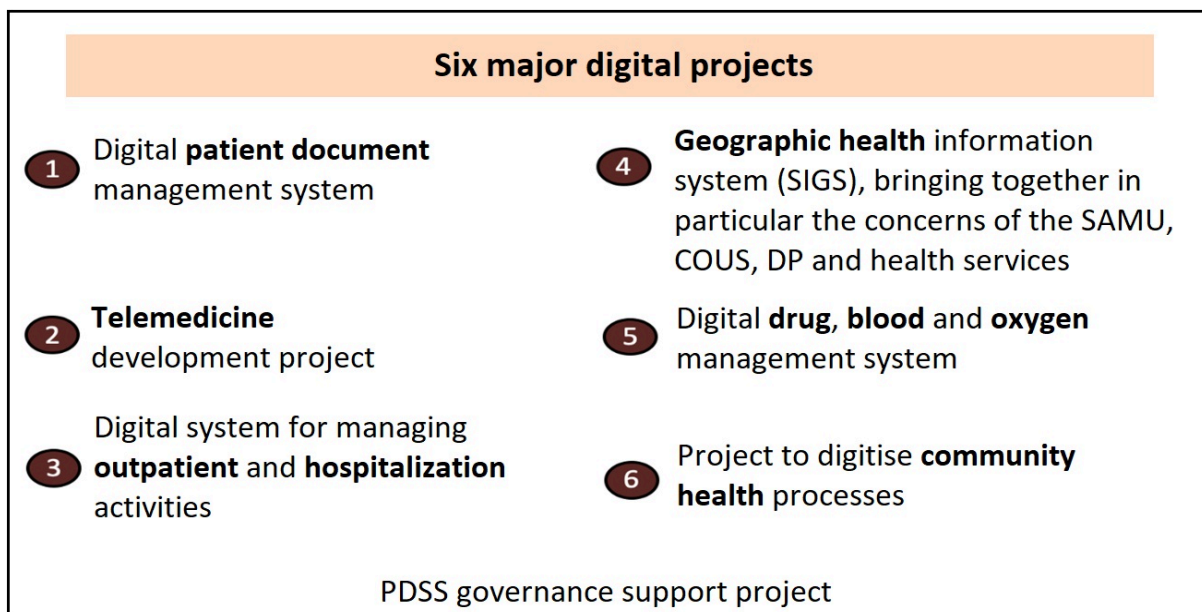 Six major digital projects
1
Digital patient document
management system
2
Telemedicine
development project
3
Digital system for managing
outpatient and hospitalization
activities
4
Geographic health information
system (SIGS), bringing together in
particular the concerns of the SAMU,
COUS, DP and health services
5
Digital drug, blood and oxygen
management system
6
Project to digitise community
health processes
PDSS governance support project